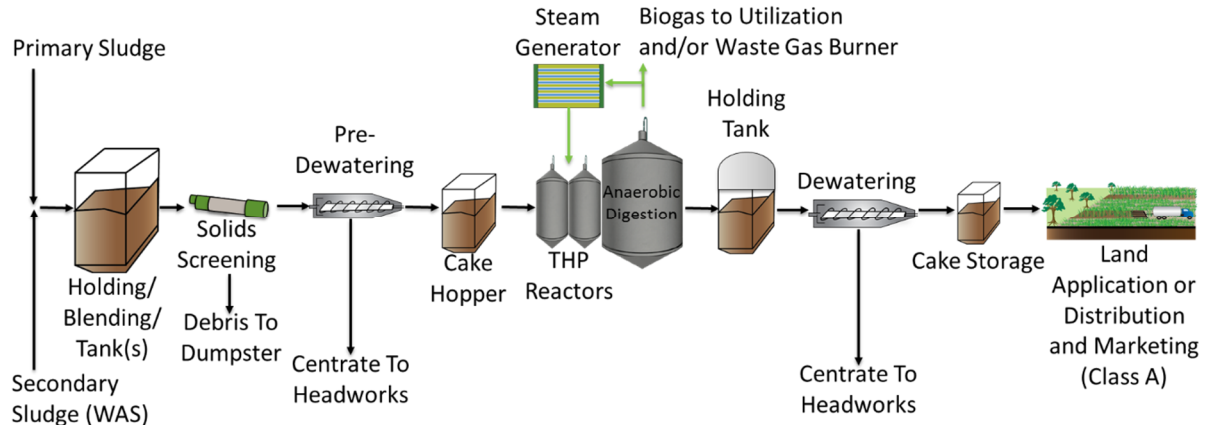 Primary Sludge
Holding/
Blending/
Tank(s)
Secondary
Sludge (WAS)
Solids
Screening
Debris To
Dumpster
Pre-
Dewatering
Centrate To
Headworks
Cake
Hopper
Steam
Generator
THP
Reactors
Biogas to Utilization
and/or Waste Gas Burner
Anaerobic
Digestion
Holding
Tank
Dewatering
Centrate To
Headworks
Cake Storage
Land
Application or
Distribution
and Marketing
(Class A)